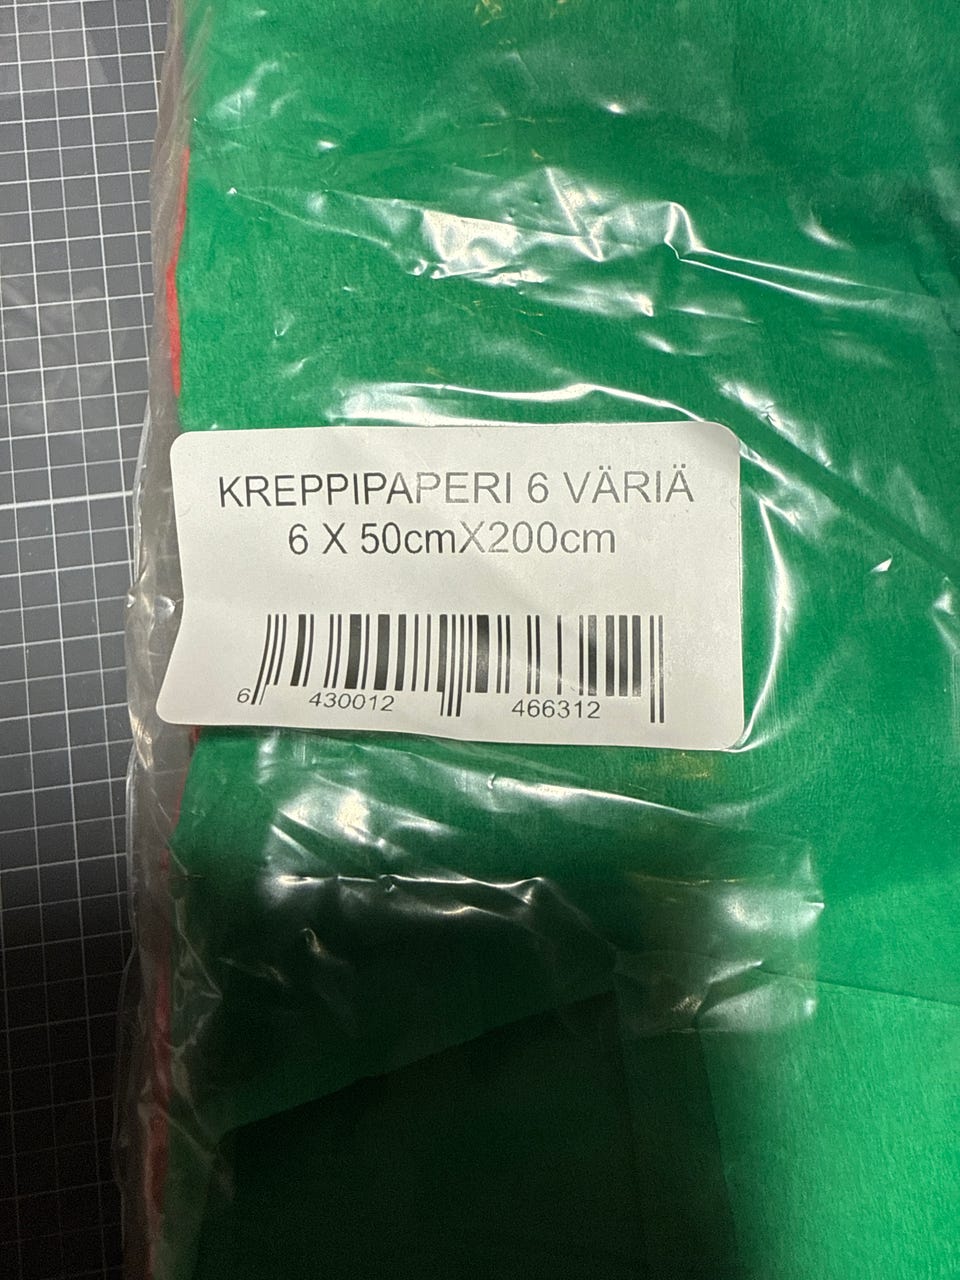 KREPPIPAPERI 6 VÄRIÄ
6 X 50cmX200cm
6 430012 466312